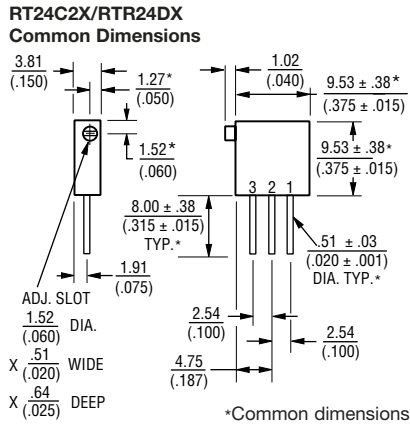 RT24C2X/RTR24DX
Common Dimensions
3.81
(.150)
1.27*
(.050)
1.02
(.040)
9.53 ± .38*
(.375 ± .015)
1.52*
(.060)
9.53 ± .38*
(.375 ± .015)
3 2 1
8.00 ± .38
(.315 ± .015)
TYP.*
.51 ± .03
(.020 ± .001)
DIA. TYP.*
1.91
(.075)
ADJ. SLOT
1.52
(.060) DIA.
X .51
(.020) WIDE
X .64
(.025) DEEP
2.54
(.100)
2.54
(.100)
4.75
(.187)
*Common dimensions